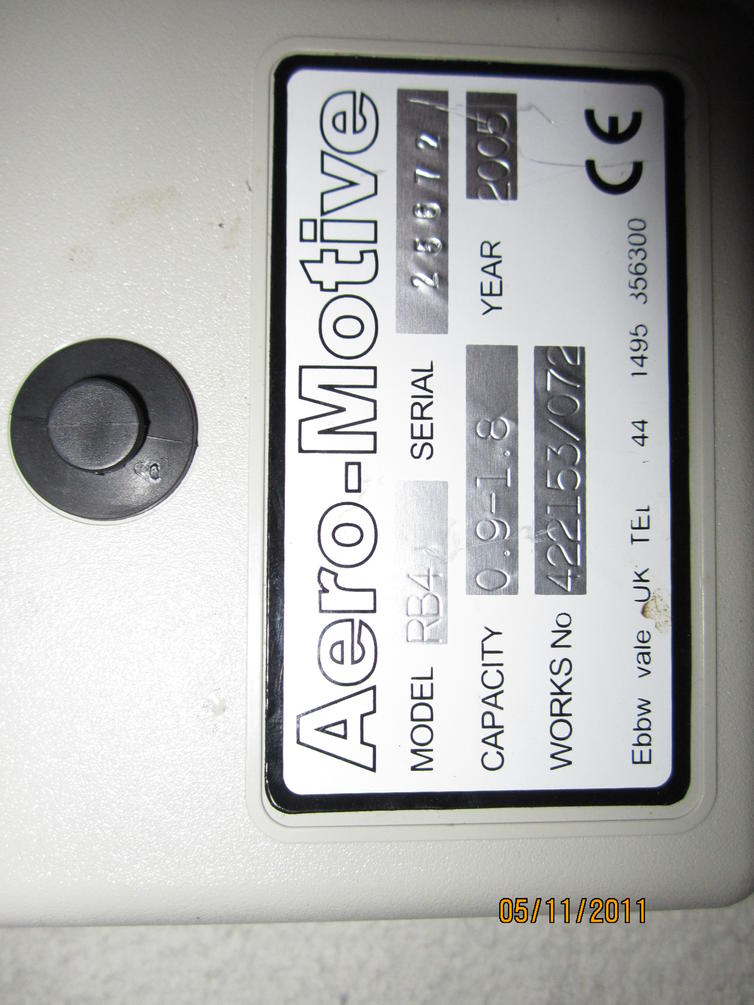 Aero-Motive
MODEL RB4 SERIAL 25672
CAPACITY 0.9-1.8 YEAR 2005
WORKS No 422153/072
Ebbw vale UK TEL 44 1495 356300
CE
05/11/2011